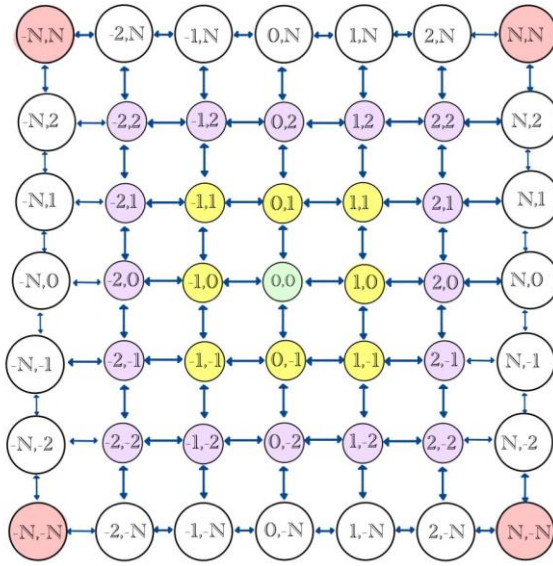 -N,N -2,N -1,N 0,N 1,N 2,N N,N
-N,2 -2,2 -1,2 0,2 1,2 2,2 N,2
-N,1 -2,1 -1,1 0,1 1,1 2,1 N,1
-N,0 -2,0 -1,0 0,0 1,0 2,0 N,0
-N,-1 -2,-1 -1,-1 0,-1 1,-1 2,-1 N,-1
-N,-2 -2,-2 -1,-2 0,-2 1,-2 2,-2 N,-2
-N,-N -2,-N -1,-N 0,-N 1,-N 2,-N N,-N